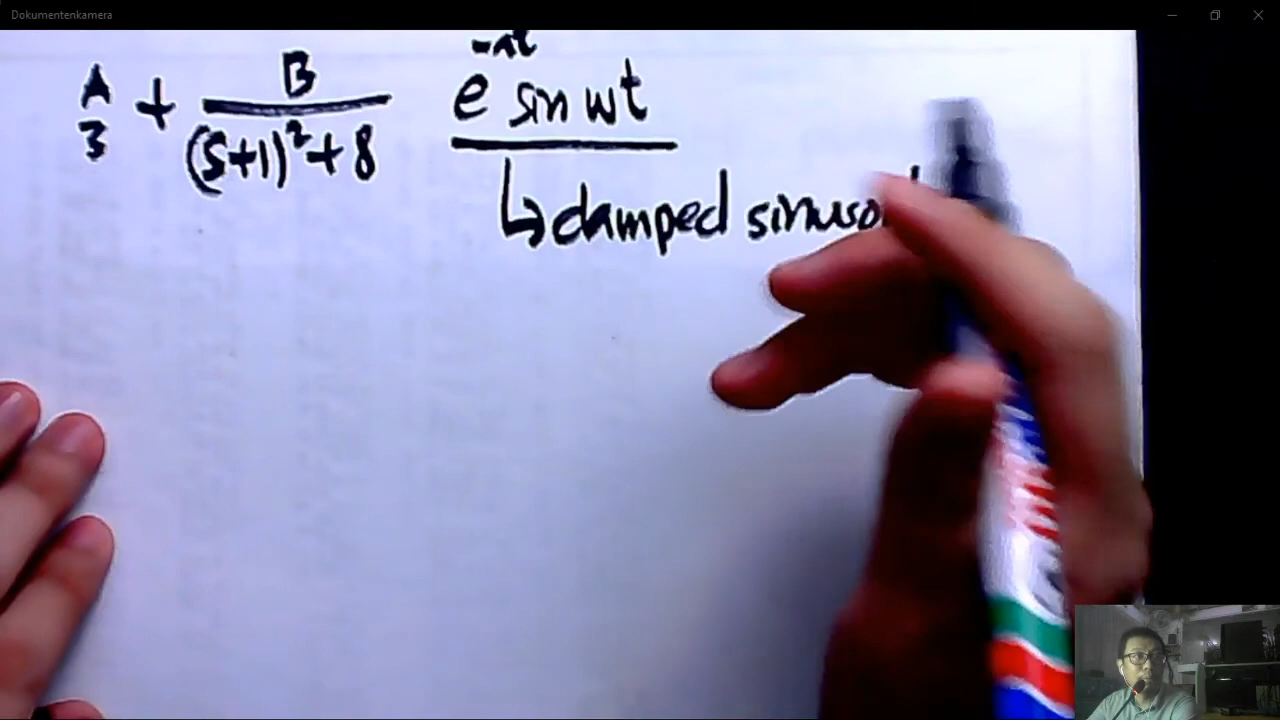 Dokumentenkamera
A/3 + B/((s+1)²+8)
e^-at sin wt
↳ damped